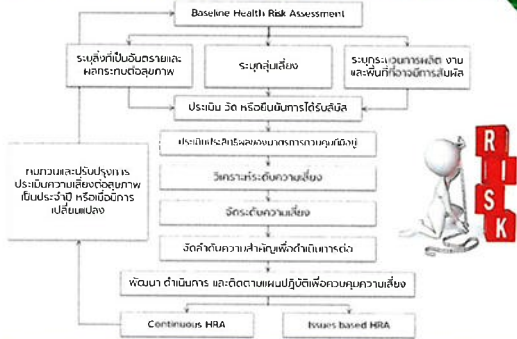 Baseline Health Risk Assessment
ระบุสิ่งที่เป็นอันตรายและ
ผลกระทบต่อสุขภาพ
ระบุกลุ่มเสี่ยง
ระบุกระบวนการผลิต งาน
และพื้นที่ที่อาจมีการสัมผัส
ประเมิน วัด หรือยืนยันการได้รับสัมผัส
ประเมินประสิทธิผลของมาตรการควบคุมที่มีอยู่
วิเคราะห์ระดับความเสี่ยง
จัดระดับความเสี่ยง
จัดลำดับความสำคัญเพื่อดำเนินการต่อ
พัฒนา ดำเนินการ และติดตามแผนปฏิบัติเพื่อควบคุมความเสี่ยง
ทบทวนและปรับปรุงการ
ประเมินความเสี่ยงต่อสุขภาพ
เป็นประจำปี หรือเมื่อมีการ
เปลี่ยนแปลง
Continuous HRA
Issues based HRA
RISK